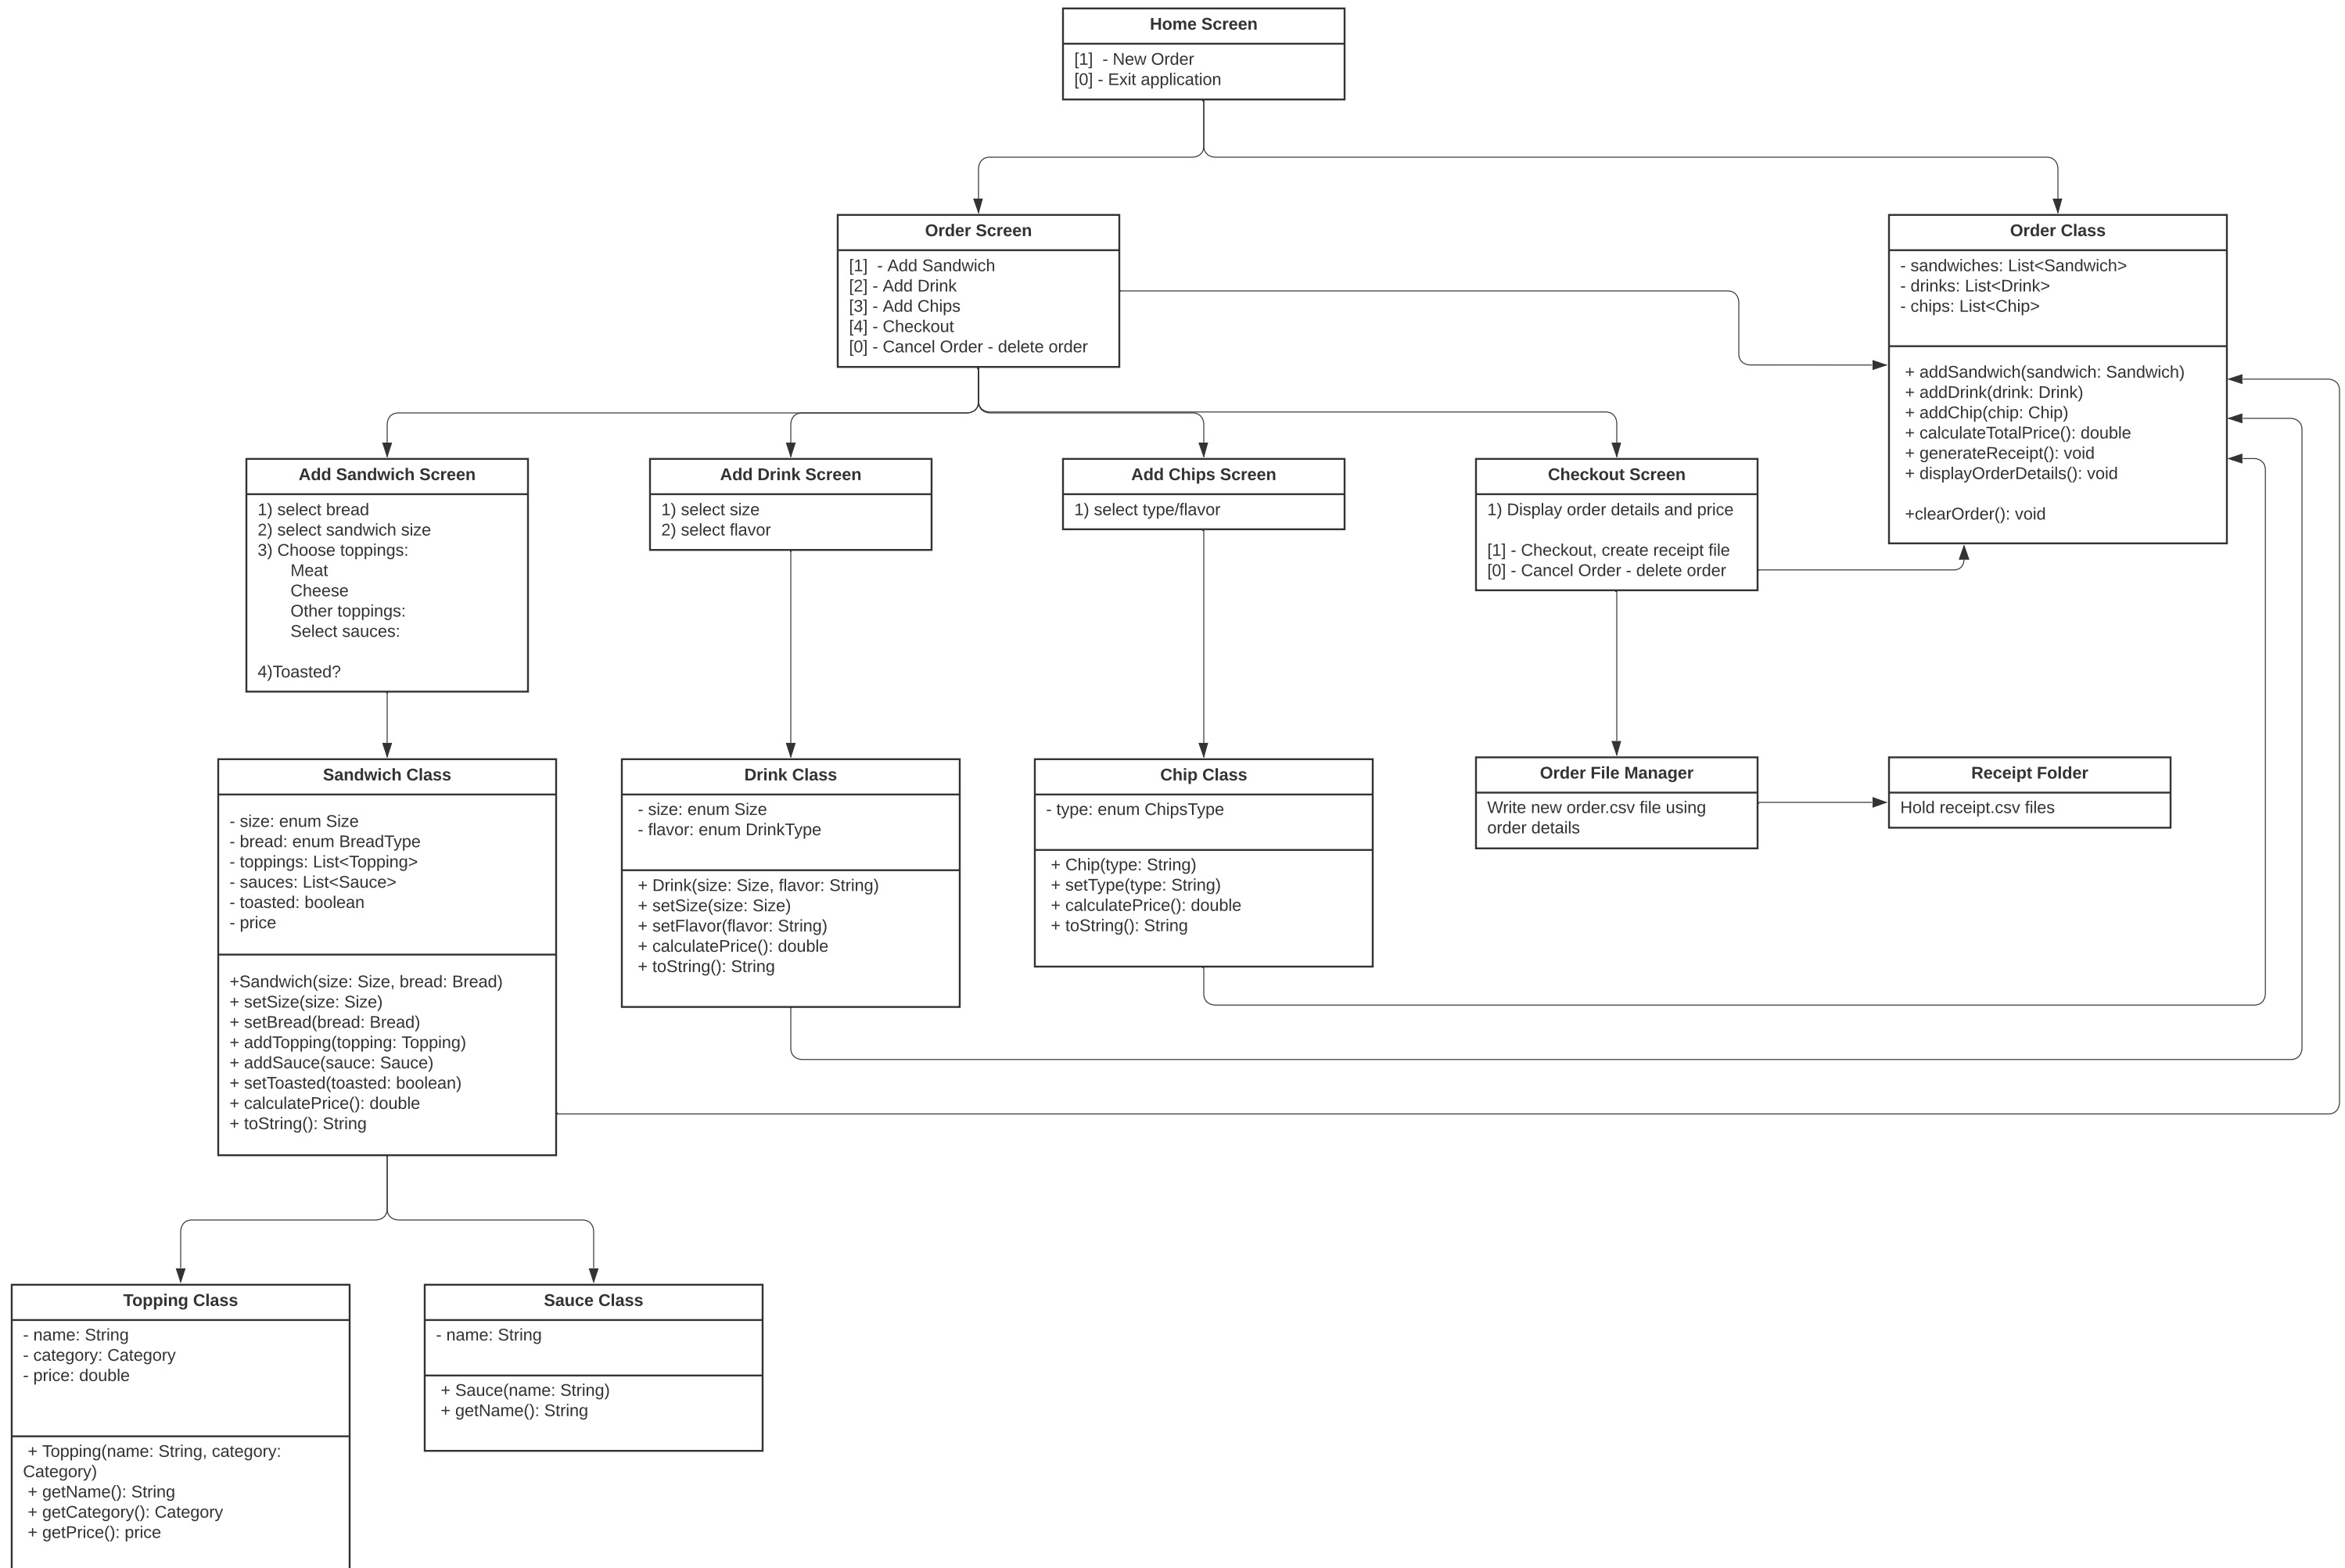 Home Screen
[1]  - New Order
[0] - Exit application
Order Screen
[1]  - Add Sandwich
[2] - Add Drink
[3] - Add Chips
[4] - Checkout
[0] - Cancel Order - delete order
Order Class
- sandwiches: List<Sandwich>
- drinks: List<Drink>
- chips: List<Chip>
+ addSandwich(sandwich: Sandwich)
+ addDrink(drink: Drink)
+ addChip(chip: Chip)
+ calculateTotalPrice(): double
+ generateReceipt(): void
+ displayOrderDetails(): void
+clearOrder(): void
Add Sandwich Screen
1) select bread
2) select sandwich size
3) Choose toppings:
Meat
Cheese
Other toppings:
Select sauces:
4)Toasted?
Add Drink Screen
1) select size
2) select flavor
Add Chips Screen
1) select type/flavor
Checkout Screen
1) Display order details and price
[1] - Checkout, create receipt file
[0] - Cancel Order - delete order
Sandwich Class
- size: enum Size
- bread: enum BreadType
- toppings: List<Topping>
- sauces: List<Sauce>
- toasted: boolean
- price
+Sandwich(size: Size, bread: Bread)
+ setSize(size: Size)
+ setBread(bread: Bread)
+ addTopping(topping: Topping)
+ addSauce(sauce: Sauce)
+ setToasted(toasted: boolean)
+ calculatePrice(): double
+ toString(): String
Drink Class
- size: enum Size
- flavor: enum DrinkType
+ Drink(size: Size, flavor: String)
+ setSize(size: Size)
+ setFlavor(flavor: String)
+ calculatePrice(): double
+ toString(): String
Chip Class
- type: enum ChipsType
+ Chip(type: String)
+ setType(type: String)
+ calculatePrice(): double
+ toString(): String
Order File Manager
Write new order.csv file using
order details
Receipt Folder
Hold receipt.csv files
Topping Class
- name: String
- category: Category
- price: double
+ Topping(name: String, category:
Category)
+ getName(): String
+ getCategory(): Category
+ getPrice(): price
Sauce Class
- name: String
+ Sauce(name: String)
+ getName(): String